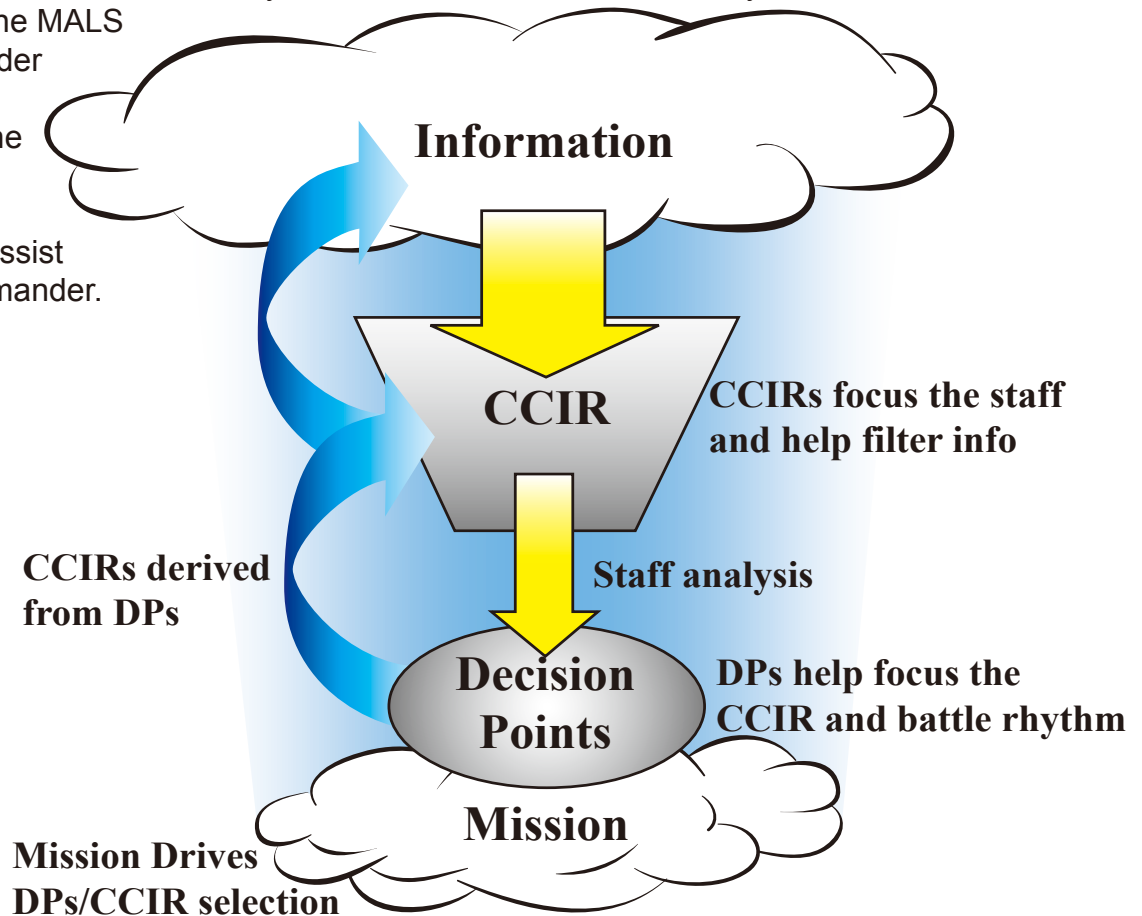 he MALS
der
ne
ssist
mander.
Information
CCIR
CCIRs focus the staff
and help filter info
CCIRs derived
from DPs
Staff analysis
Decision
Points
DPs help focus the
CCIR and battle rhythm
Mission
Mission Drives
DPs/CCIR selection